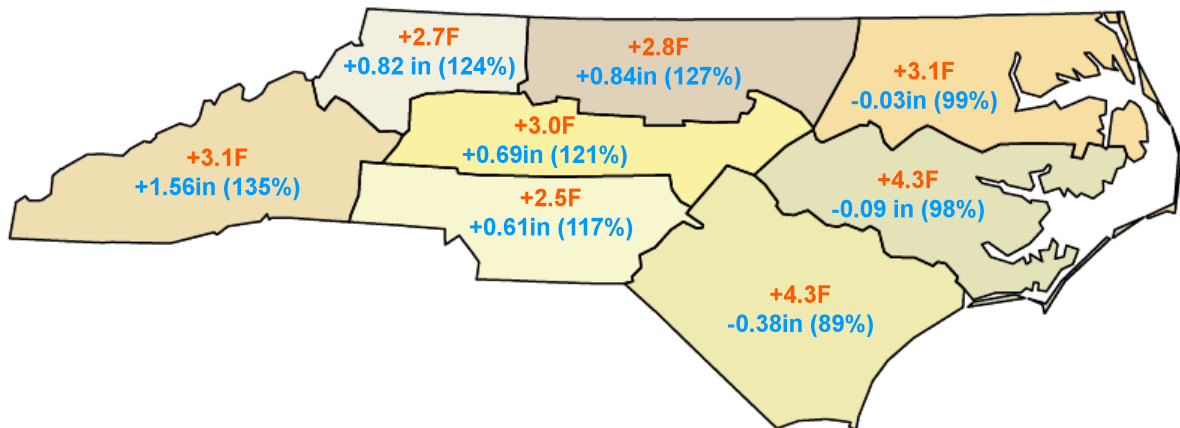 +2.7F
+0.82 in (124%)
+2.8F
+0.84in (127%)
+3.1F
-0.03in (99%)
+3.0F
+0.69in (121%)
+3.1F
+1.56in (135%)
+4.3F
-0.09 in (98%)
+2.5F
+0.61in (117%)
+4.3F
-0.38in (89%)